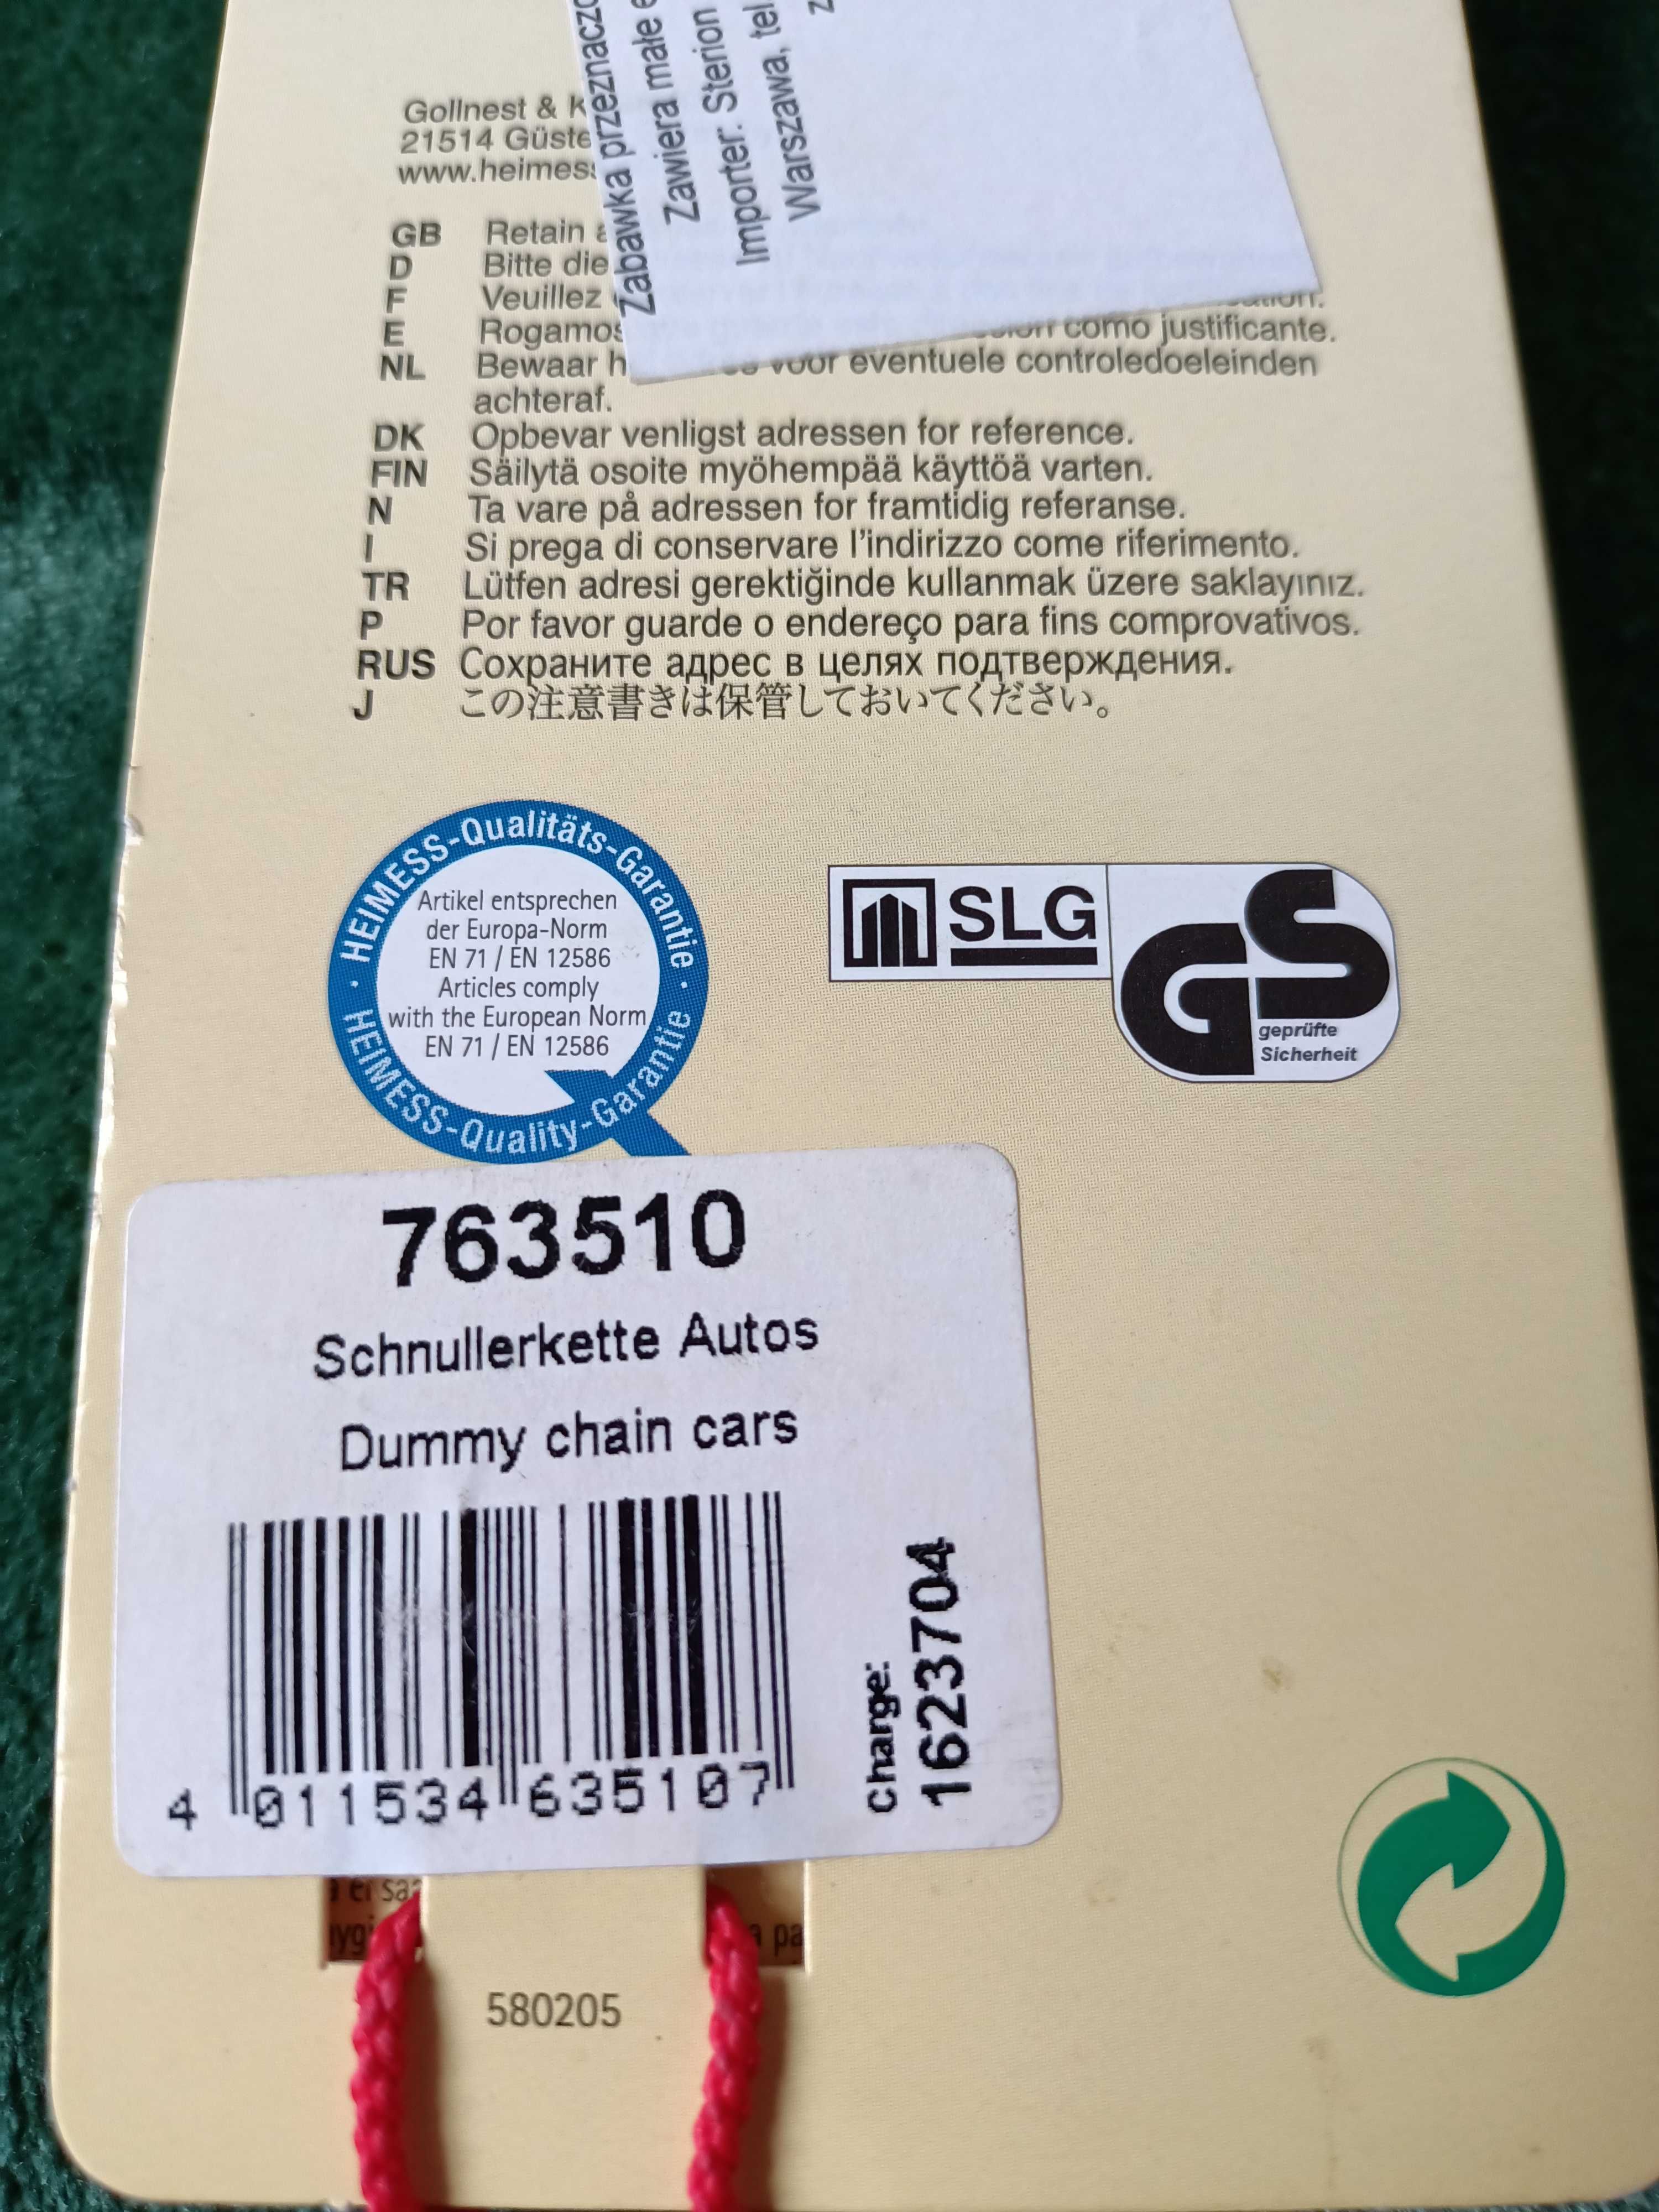 Gollnest & K
21514 Güste
www.heimess
Zabawka przeznaczo
Zawiera małe e
Importer: Sterion
Warszawa, tel
z
GB Retain a
D Bitte die
F Veuillez
E Rogamos como justificante.
NL Bewaar h voor eventuele controledoeleinden
achteraf.
DK Opbevar venligst adressen for reference.
FIN Säilytä osoite myöhempää käyttöä varten.
N Ta vare på adressen for framtidig referanse.
I Si prega di conservare l'indirizzo come riferimento.
TR Lütfen adresi gerektiğinde kullanmak üzere saklayınız.
P Por favor guarde o endereço para fins comprovativos.
RUS Сохраните адрес в целях подтверждения.
J この注意書きは保管しておいてください。
HEIMESS-Qualitäts-Garantie
Artikel entsprechen
der Europa-Norm
EN 71 / EN 12586
Articles comply
with the European Norm
EN 71 / EN 12586
HEIMESS-Quality-Garantie
SLG
GS
geprüfte
Sicherheit
763510
Schnullerkette Autos
Dummy chain cars
4 011534 635107
Charge:
1623704
580205